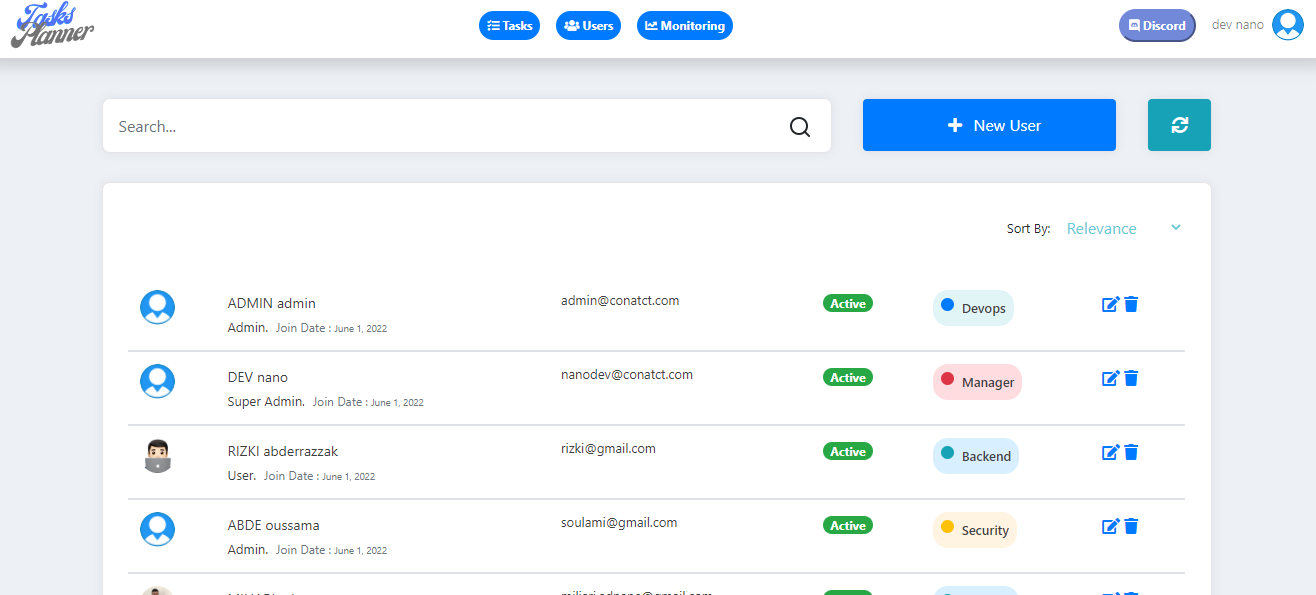 Tasks
Planner
Tasks
Users
Monitoring
Discord
dev nano
Search...
New User
Sort By:
Relevance
ADMIN admin
admin@conatct.com
Active
Devops
Admin. Join Date : June 1, 2022
DEV nano
nanodev@conatct.com
Active
Manager
Super Admin. Join Date : June 1, 2022
RIZKI abderrazzak
rizki@gmail.com
Active
Backend
User. Join Date : June 1, 2022
ABDE oussama
soulami@gmail.com
Active
Security
Admin. Join Date : June 1, 2022